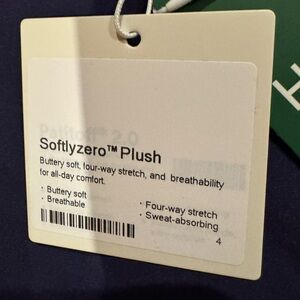 Softlyzero™ Plush
Buttery soft, four-way stretch, and breathability
for all-day comfort.
· Buttery soft
· Breathable
· Four-way stretch
· Sweat-absorbing
4
H